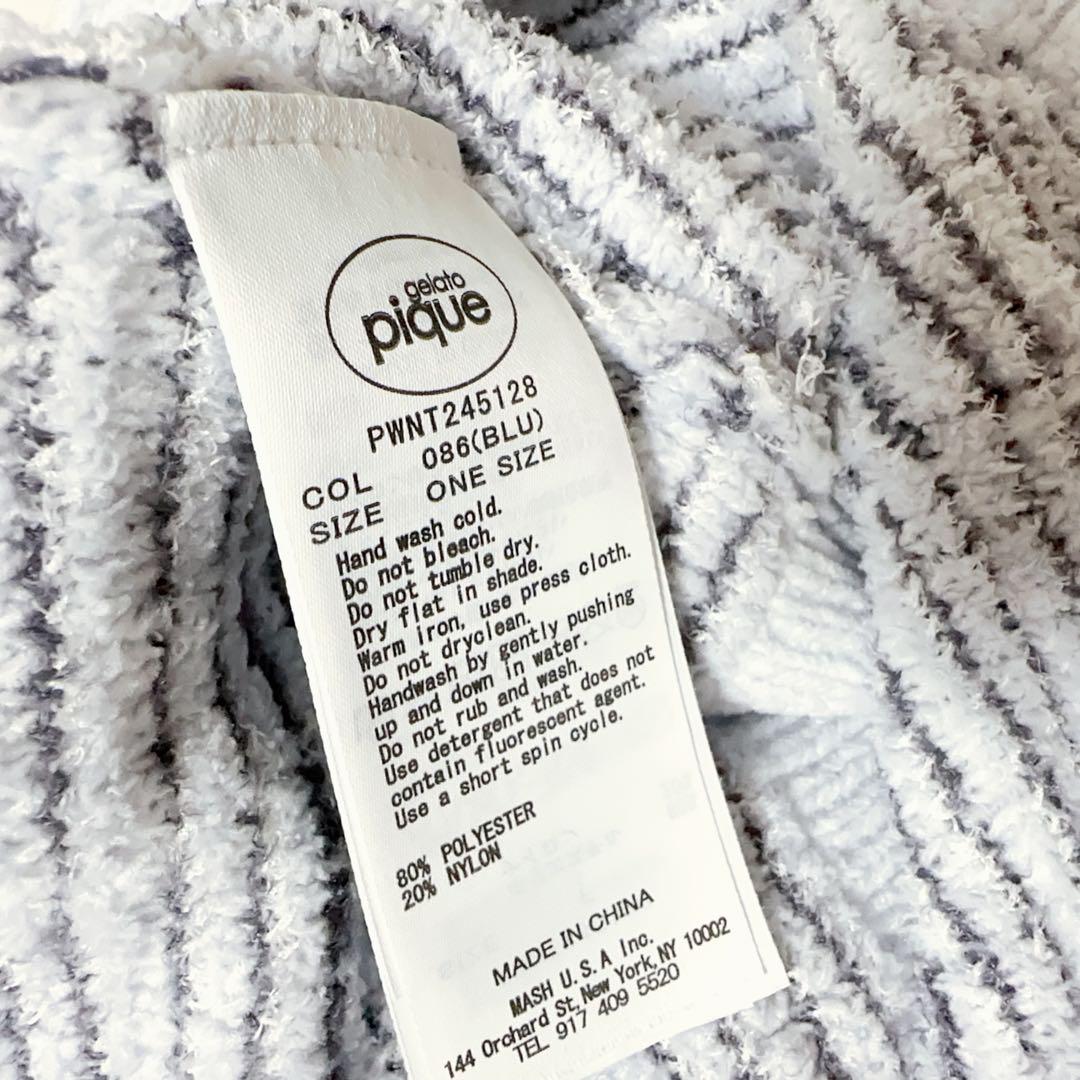 gelato
pique
PWNT245128
COL 086(BLU)
SIZE ONE SIZE
Hand wash cold.
Do not bleach.
Do not tumble dry.
Dry flat in shade.
Warm iron, use press cloth.
Do not dryclean.
Handwash by gently pushing
up and down in water.
Do not rub and wash.
Use detergent that does not
contain fluorescent agent.
Use a short spin cycle.
80% POLYESTER
20% NYLON
MADE IN CHINA
MASH U.S.A Inc.
144 Orchard St, New York, NY 10002
TEL 917 409 5520